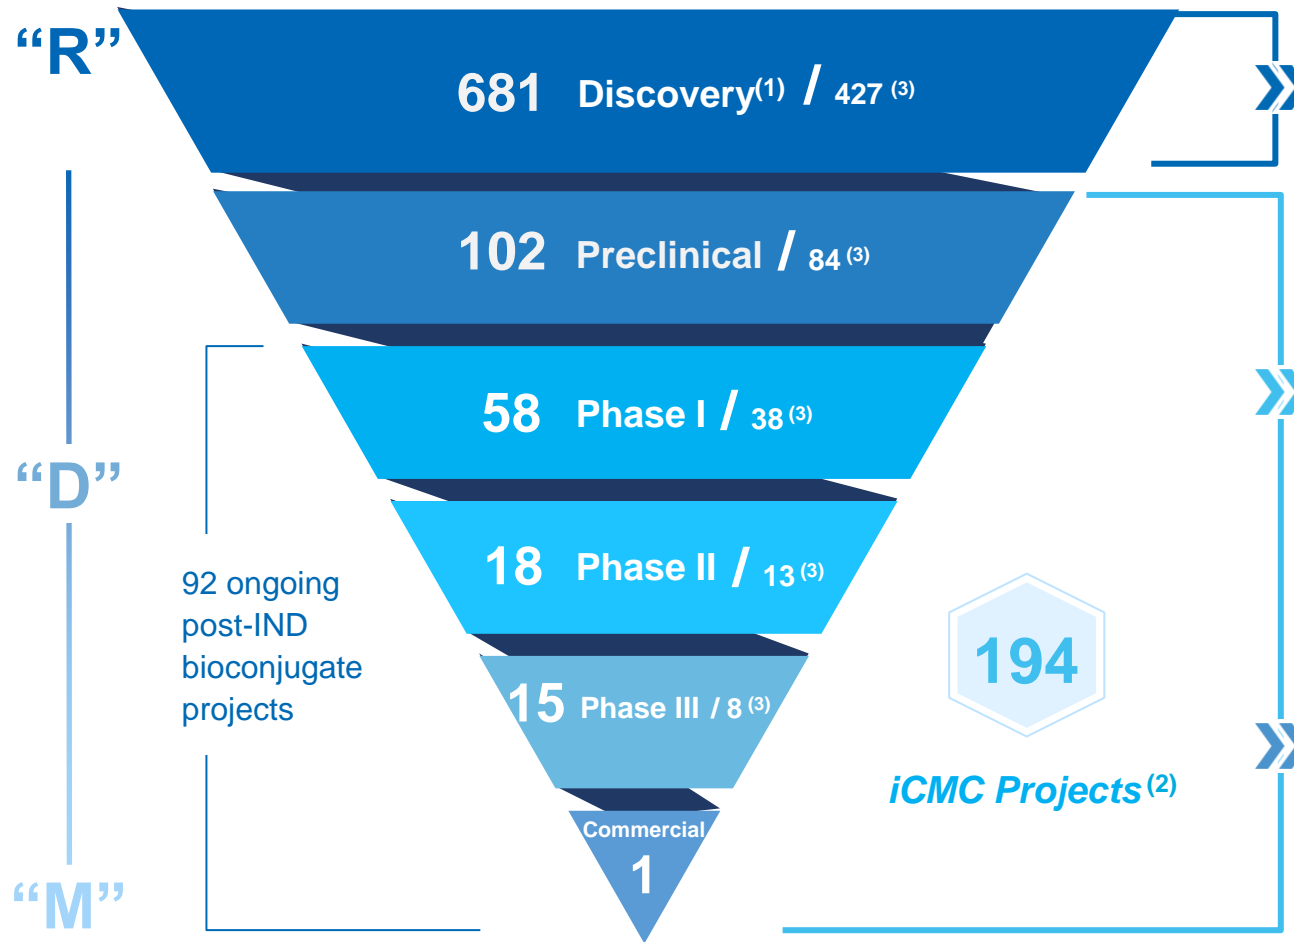 “R”
681 Discovery(1) / 427 (3)
102 Preclinical / 84 (3)
58 Phase I / 38 (3)
“D”
18 Phase II / 13 (3)
92 ongoing
post-IND
bioconjugate
projects
194
15 Phase III / 8 (3)
iCMC Projects (2)
Commercial
1
“M”